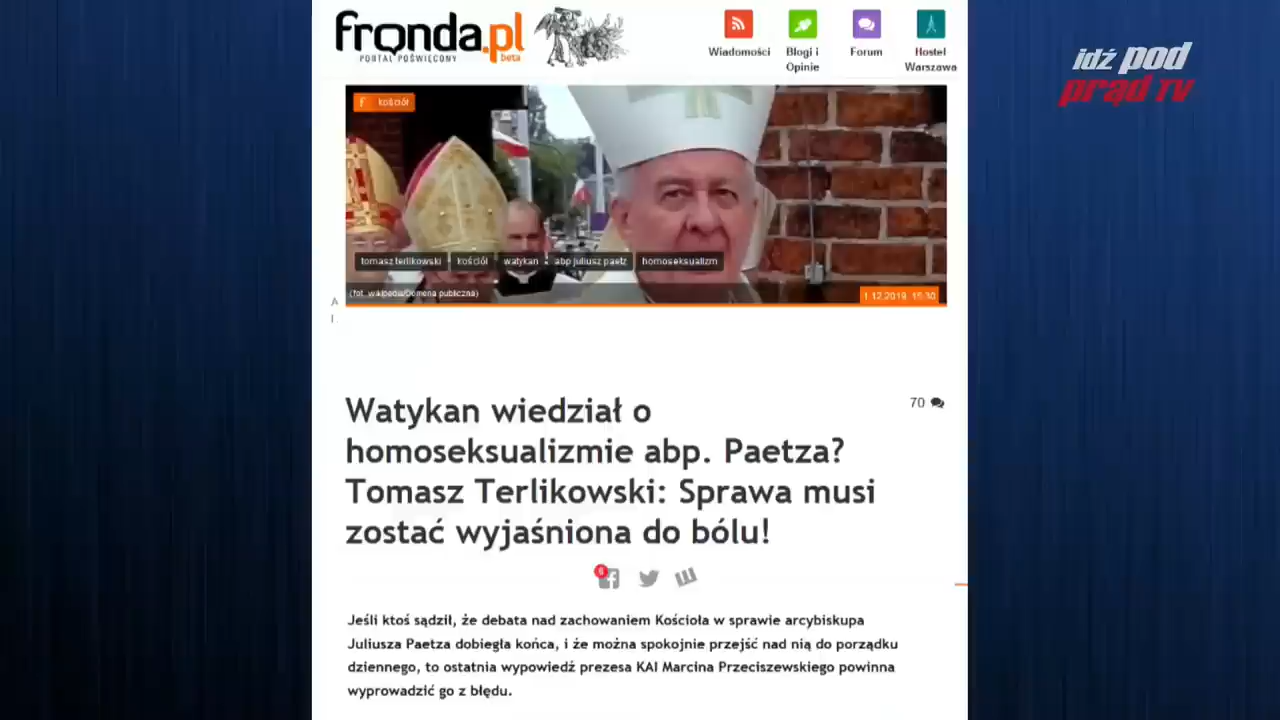 fronda.pl
beta
PORTAL POŚWIĘCONY
Wiadomości
Blogi i
Opinie
Forum
Hostel
Warszawa
idź pod
prąd TV
f kościół
tomasz terlikowski kościół watykan abp juliusz paetz homoseksualizm
(fot. wikipedia/Domena publiczna)
1.12.2019, 15:30
A
I
Watykan wiedział o
homoseksualizmie abp. Paetza?
Tomasz Terlikowski: Sprawa musi
zostać wyjaśniona do bólu!
70
6
Jeśli ktoś sądził, że debata nad zachowaniem Kościoła w sprawie arcybiskupa
Juliusza Paetza dobiegła końca, i że można spokojnie przejść nad nią do porządku
dziennego, to ostatnia wypowiedź prezesa KAI Marcina Przeciszewskiego powinna
wyprowadzić go z błędu.